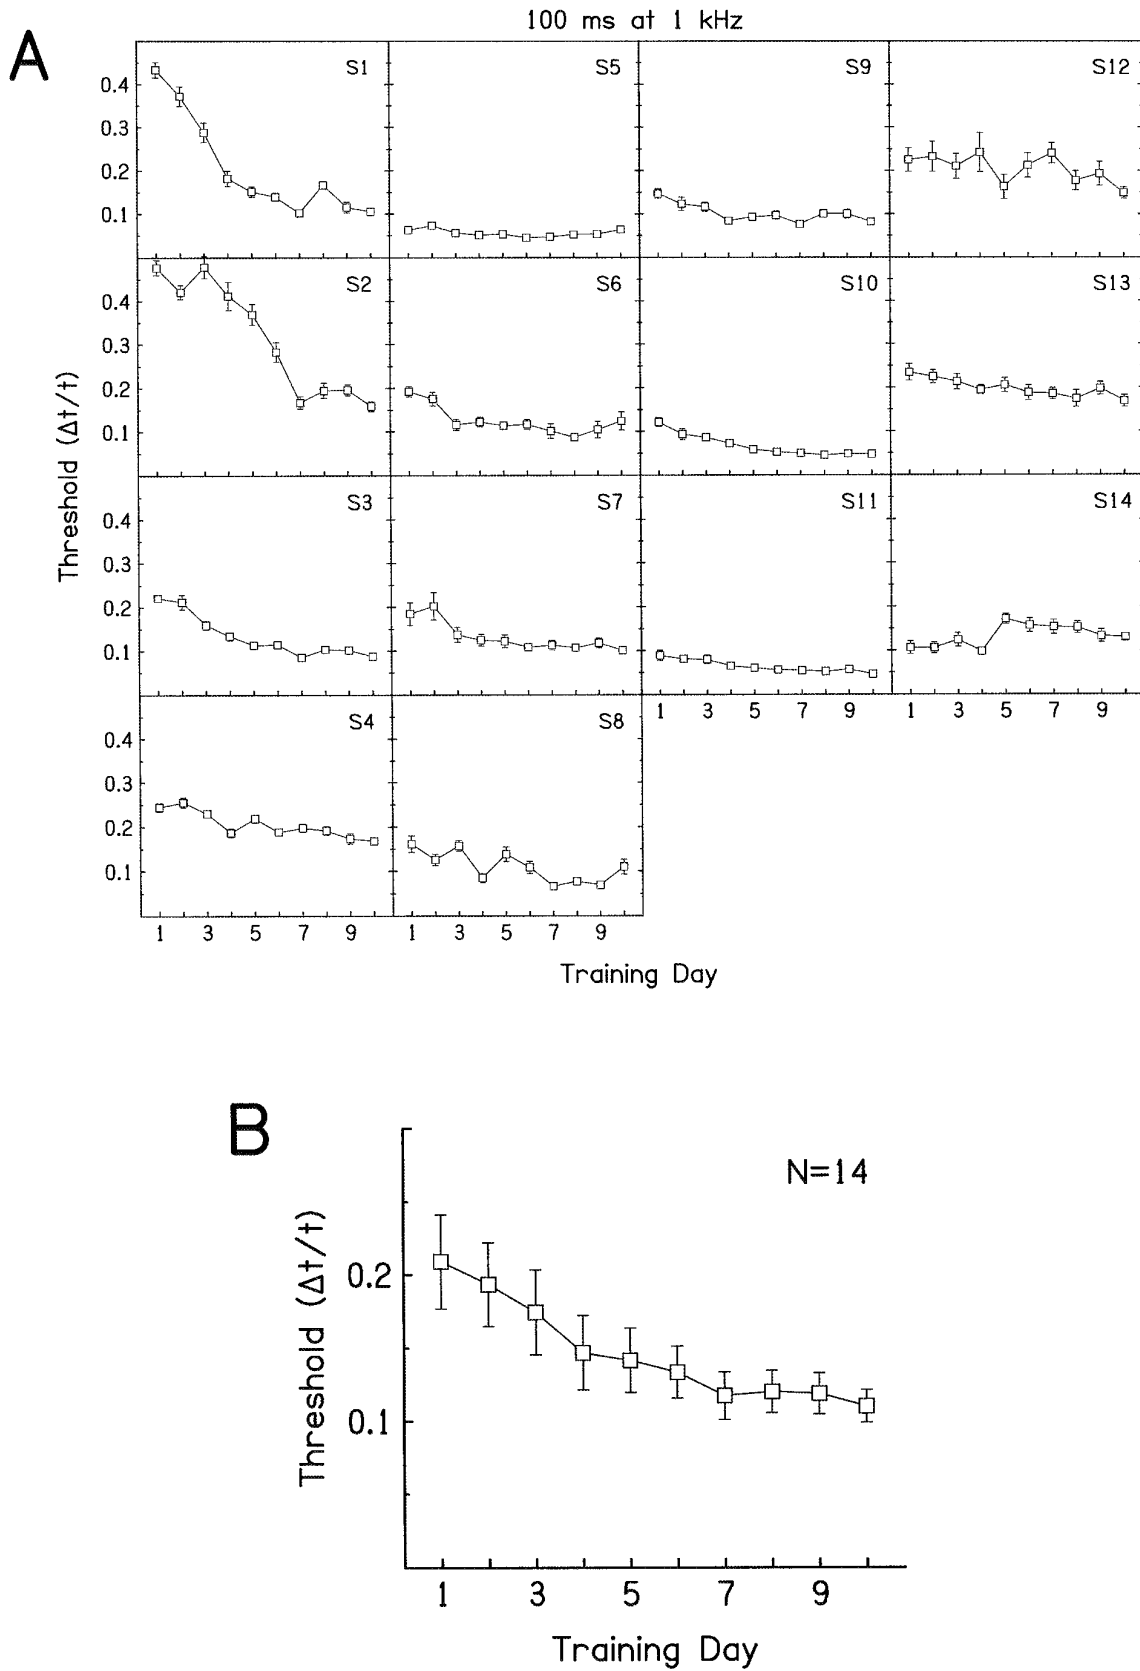 100 ms at 1 kHz
A
S1 S5 S9 S12
0.4
0.3
0.2
0.1
S2 S6 S10 S13
0.4
0.3
0.2
0.1
S3 S7 S11 S14
0.4
0.3
0.2
0.1
1 3 5 7 9 1 3 5 7 9
S4 S8
0.4
0.3
0.2
0.1
1 3 5 7 9 1 3 5 7 9
Threshold (Δt/t)
Training Day
B
N=14
0.2
0.1
Threshold (Δt/t)
1 3 5 7 9
Training Day